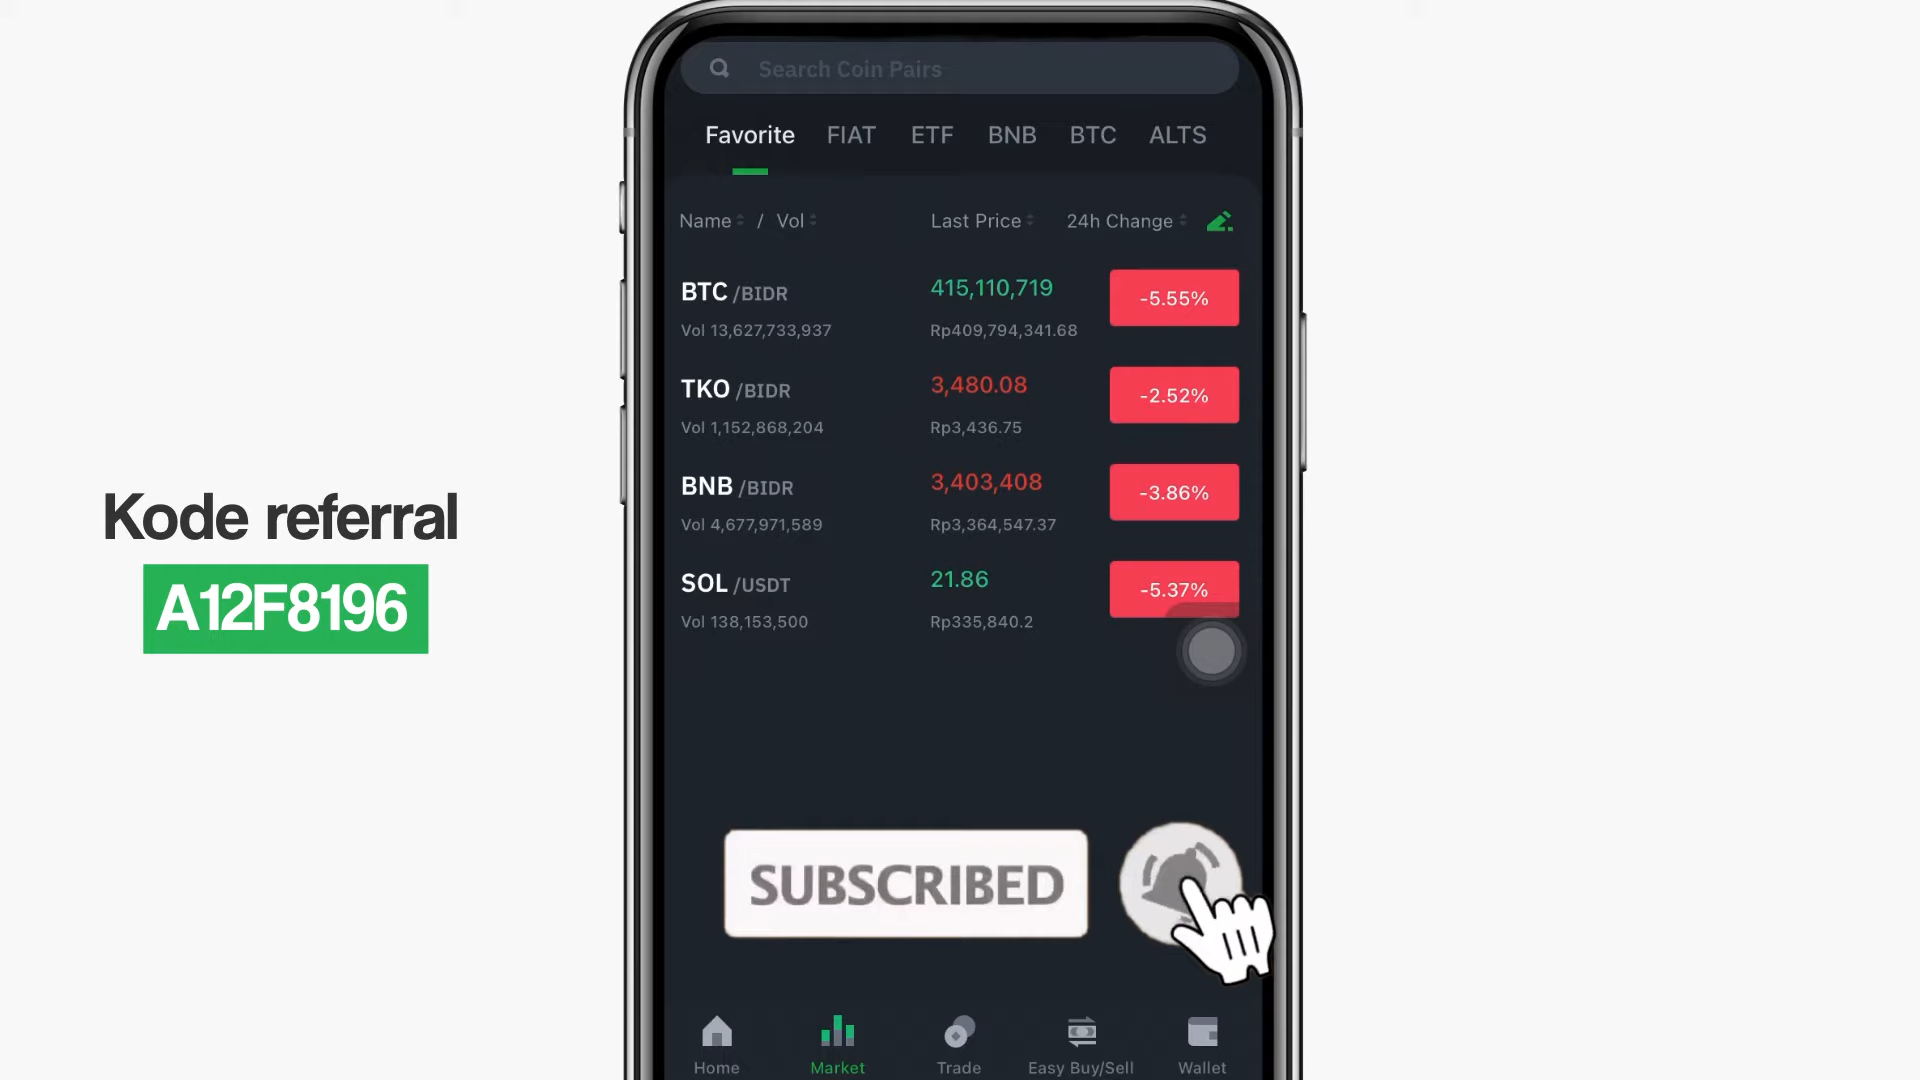 Search Coin Pairs
Favorite FIAT ETF BNB BTC ALTS
Name / Vol Last Price 24h Change
BTC /BIDR 415,110,719 -5.55%
Vol 13,627,733,937 Rp409,794,341.68
TKO /BIDR 3,480.08 -2.52%
Vol 1,152,868,204 Rp3,436.75
BNB /BIDR 3,403,408 -3.86%
Vol 4,677,971,589 Rp3,364,547.37
Kode referral
A12F8196
SOL /USDT 21.86 -5.37%
Vol 138,153,500 Rp335,840.2
SUBSCRIBED
Home Market Trade Easy Buy/Sell Wallet